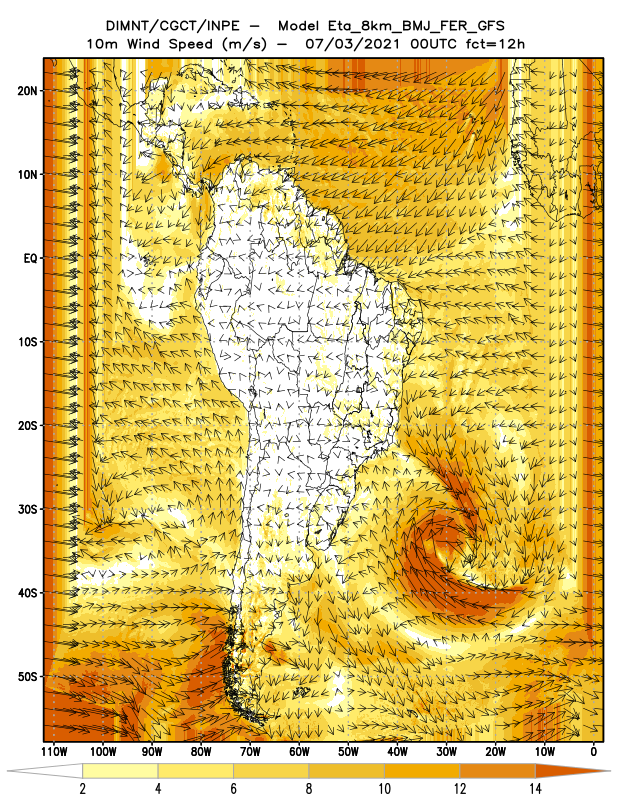 DIMNT/CGCT/INPE –  Model Eta_8km_BMJ_FER_GFS
10m Wind Speed (m/s) –  07/03/2021 00UTC fct=12h
20N
10N
EQ
10S
20S
30S
40S
50S
110W 100W 90W 80W 70W 60W 50W 40W 30W 20W 10W 0
2 4 6 8 10 12 14